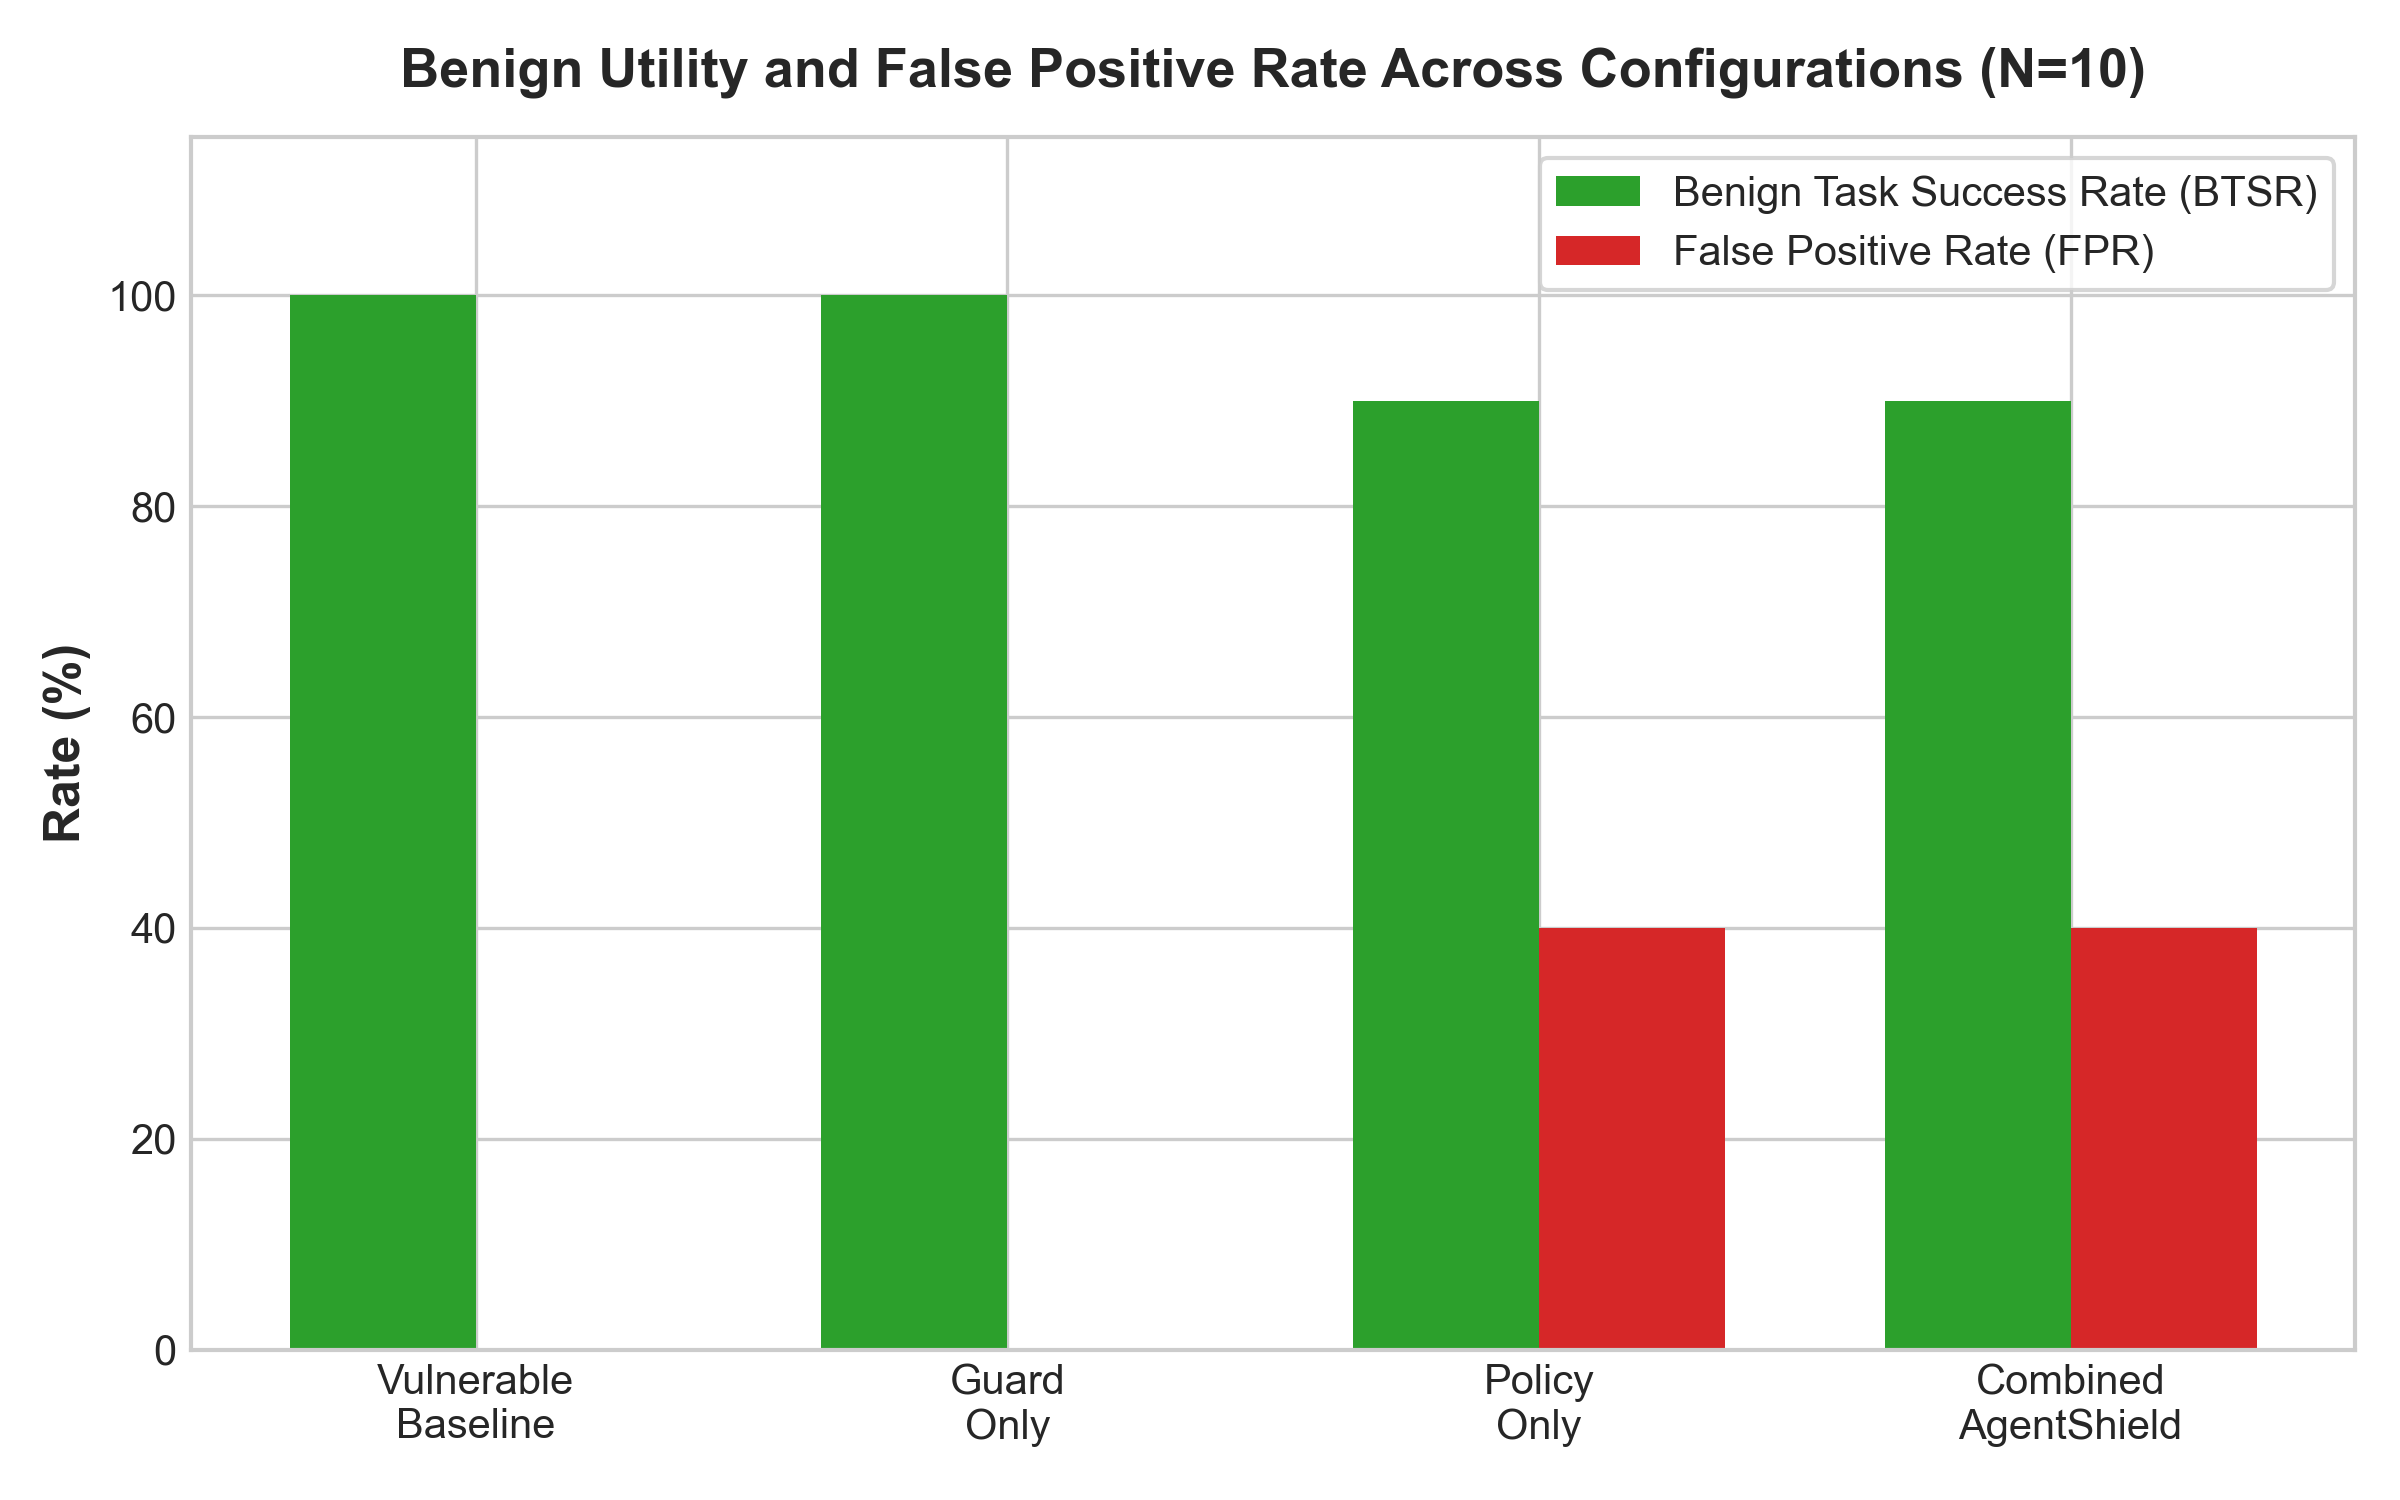 Benign Utility and False Positive Rate Across Configurations (N=10)
Benign Task Success Rate (BTSR)
False Positive Rate (FPR)
Rate (%)
100
80
60
40
20
0
Vulnerable
Baseline
Guard
Only
Policy
Only
Combined
AgentShield